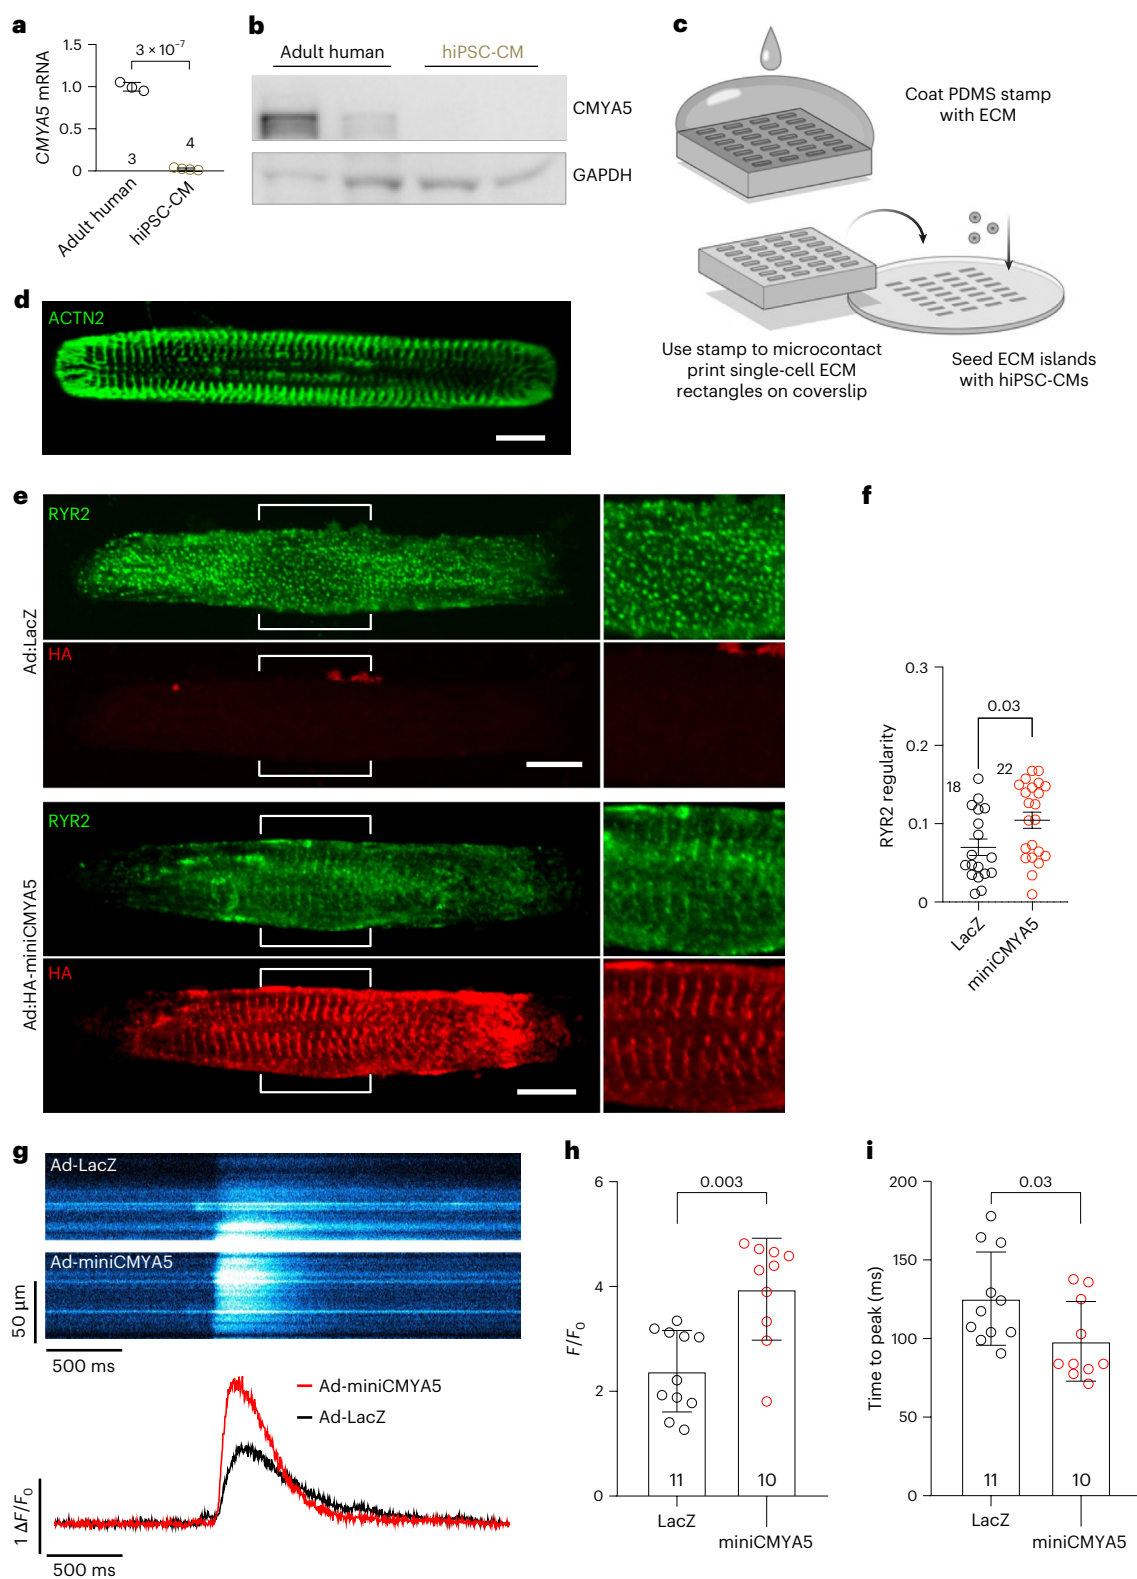 a
1.5
1.0
0.5
0
CMYA5 mRNA
3 × 10⁻⁷
3
4
Adult human
hiPSC-CM
b
Adult human
hiPSC-CM
CMYA5
GAPDH
c
Coat PDMS stamp
with ECM
Use stamp to microcontact
print single-cell ECM
rectangles on coverslip
Seed ECM islands
with hiPSC-CMs
d
ACTN2
e
Ad:LacZ
RYR2
HA
Ad:HA-miniCMYA5
RYR2
HA
f
RYR2 regularity
0.3
0.2
0.1
0
0.03
18
22
LacZ
miniCMYA5
g
Ad-LacZ
Ad-miniCMYA5
50 μm
500 ms
Ad-miniCMYA5
Ad-LacZ
1 ΔF/F₀
500 ms
h
F/F₀
6
4
2
0
0.003
11
10
LacZ
miniCMYA5
i
Time to peak (ms)
200
150
100
50
0
0.03
11
10
LacZ
miniCMYA5